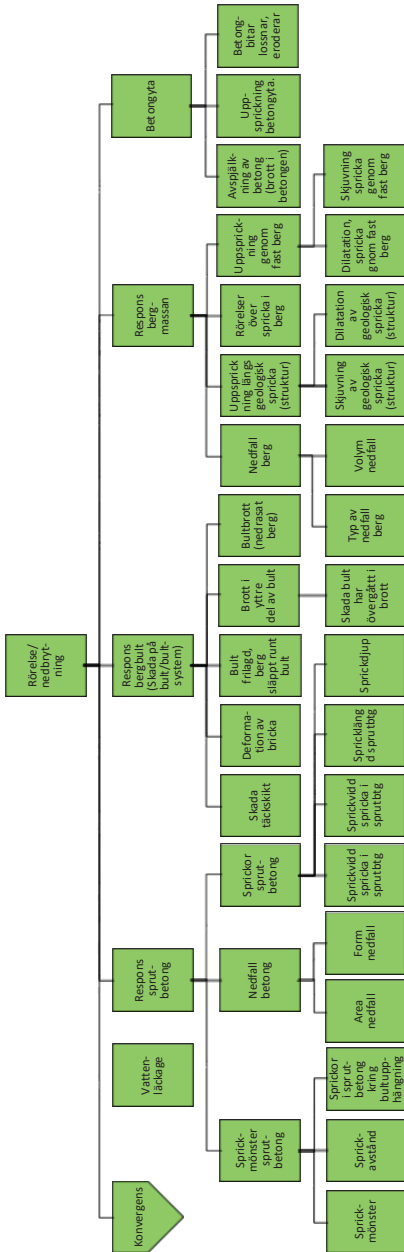 Rörelse/
nedbryt-
ning
Konvergens
Vatten-
läckage
Respons
sprut-
betong
Respons
bergbult
(Skada på
bult/bult-
system)
Respons
berg-
massan
Betongyta
Sprick-
mönster
sprut-
betong
Nedfall
betong
Sprickor
sprut-
betong
Skada
täckskikt
Deforma-
tion av
bricka
Bult
frilagd, berg
släppt runt
bult
Brott i
yttre
del av bult
Bultbrott
(nedrasat
berg)
Nedfall
berg
Uppsprick
ning längs
geologisk
spricka
(struktur)
Rörelser
över
spricka i
berg
Uppsprick-
ning
genom
fast berg
Avspjälk-
ning av
betong
(brott i
betongen)
Upp-
sprickning
betongyta.
Betong-
bitar
lossnar,
eroderar
Sprick-
mönster
Sprick-
avstånd
Sprickor
i sprut-
betong
kring
bultupp-
hängning
Area
nedfall
Form
nedfall
Sprickvidd
spricka i
sprutbtg
Sprickvidd
spricka i
sprutbtg
Sprickläng
d sprutbtg
Sprickdjup
Skada bult
har
övergått i
brott
Typ av
nedfall
berg
Volym
nedfall
Skjuvning
av
geologisk
spricka
(struktur)
Dilatation
av
geologisk
spricka
(struktur)
Dilatation,
spricka
gnom fast
berg
Skjuvning
spricka
genom
fast berg